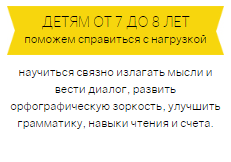 ДЕТЯМ ОТ 7 ДО 8 ЛЕТ
поможем справиться с нагрузкой
научиться связно излагать мысли и
вести диалог, развить
орфографическую зоркость, улучшить
грамматику, навыки чтения и счета.